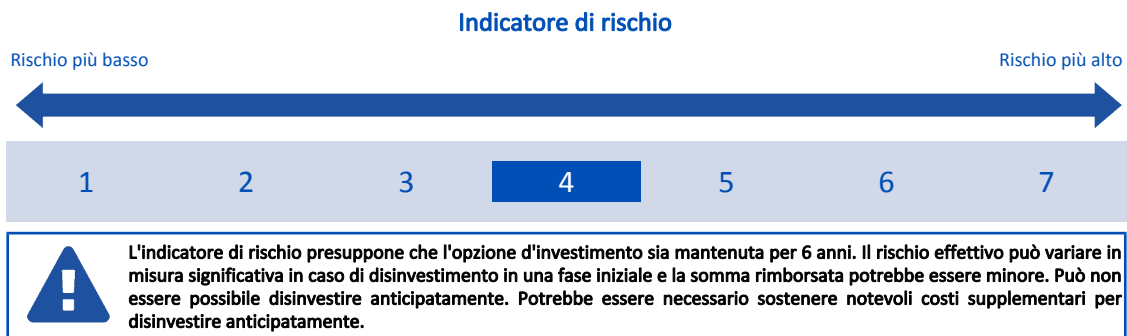 Indicatore di rischio
Rischio più basso
Rischio più alto
1 2 3 4 5 6 7
L'indicatore di rischio presuppone che l'opzione d'investimento sia mantenuta per 6 anni. Il rischio effettivo può variare in
misura significativa in caso di disinvestimento in una fase iniziale e la somma rimborsata potrebbe essere minore. Può non
essere possibile disinvestire anticipatamente. Potrebbe essere necessario sostenere notevoli costi supplementari per
disinvestire anticipatamente.